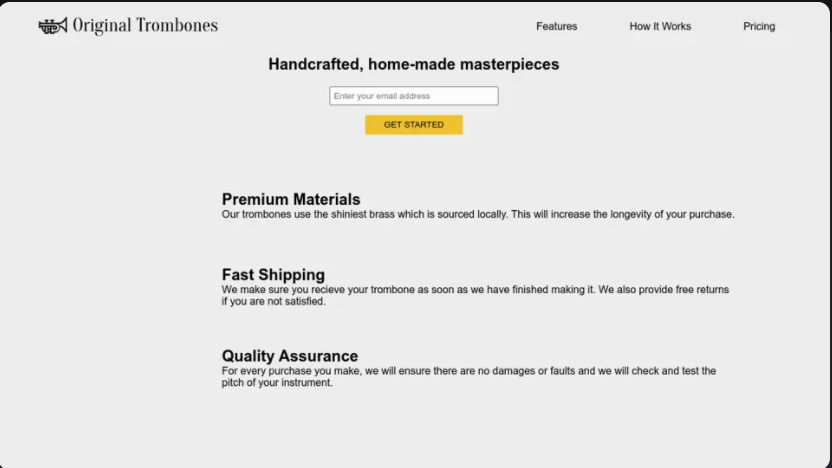 Original Trombones
Features
How It Works
Pricing
Handcrafted, home-made masterpieces
Enter your email address
GET STARTED
Premium Materials
Our trombones use the shiniest brass which is sourced locally. This will increase the longevity of your purchase.
Fast Shipping
We make sure you recieve your trombone as soon as we have finished making it. We also provide free returns
if you are not satisfied.
Quality Assurance
For every purchase you make, we will ensure there are no damages or faults and we will check and test the
pitch of your instrument.